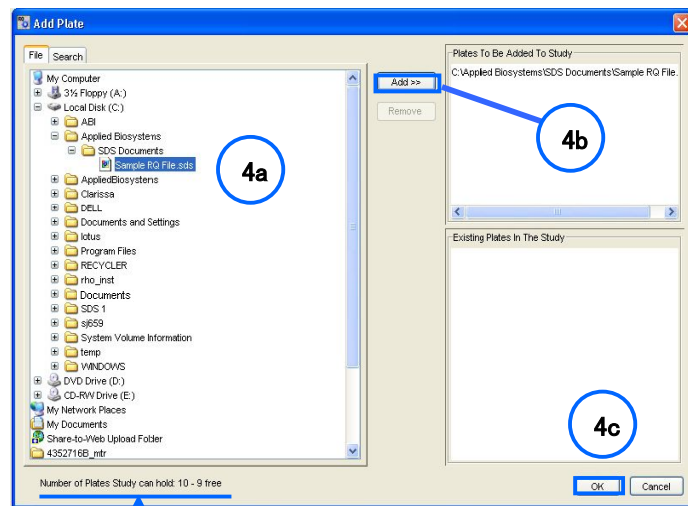 Add Plate
File Search
My Computer
3½ Floppy (A:)
Local Disk (C:)
ABI
Applied Biosystems
SDS Documents
Sample RQ File.sds
AppliedBiosystens
Clarissa
DELL
Documents and Settings
lotus
Program Files
RECYCLER
rho_inst
Documents
SDS 1
sj659
System Volume Information
temp
WINDOWS
DVD Drive (D:)
CD-RW Drive (E:)
My Network Places
My Documents
Share-to-Web Upload Folder
4352716B_mtr
Number of Plates Study can hold: 10 - 9 free
4a
Add >>
Remove
4b
Plates To Be Added To Study
C:\Applied Biosystems\SDS Documents\Sample RQ File.
Existing Plates In The Study
4c
OK Cancel